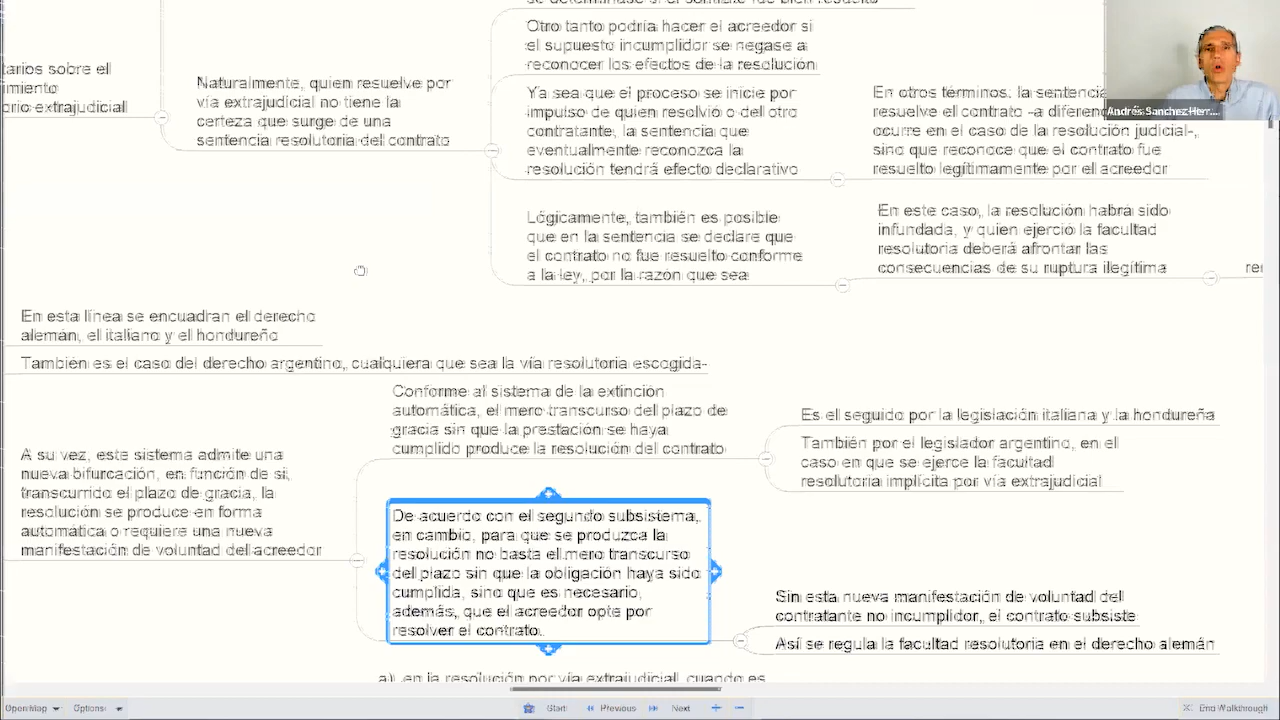 Otro tanto podría hacer el acreedor si
el supuesto incumplidor se negase a
reconocer los efectos de la resolución
tarios sobre el
imiento
orio extrajudicial
Naturalmente, quien resuelve por
vía extrajudicial no tiene la
certeza que surge de una
sentencia resolutoria del contrato
Ya sea que el proceso se inicie por
impulso de quien resolvió o del otro
contratante, la sentencia que
eventualmente reconozca la
resolución tendrá efecto declarativo
En otros términos: la sentencia
resuelve el contrato -a diferenc
ocurre en el caso de la resolución judicial-,
sino que reconoce que el contrato fue
resuelto legítimamente por el acreedor
Andrés Sanchez Herr...
Lógicamente, también es posible
que en la sentencia se declare que
el contrato no fue resuelto conforme
a la ley, por la razón que sea
En este caso, la resolución habrá sido
infundada, y quien ejerció la facultad
resolutoria deberá afrontar las
consecuencias de su ruptura ilegítima
En esta línea se encuadran el derecho
alemán, el italiano y el hondureño
También es el caso del derecho argentino, cualquiera que sea la vía resolutoria escogida-
A su vez, este sistema admite una
nueva bifurcación, en función de si,
transcurrido el plazo de gracia, la
resolución se produce en forma
automática o requiere una nueva
manifestación de voluntad del acreedor
Conforme al sistema de la extinción
automática, el mero transcurso del plazo de
gracia sin que la prestación se haya
cumplido produce la resolución del contrato
Es el seguido por la legislación italiana y la hondureña
También por el legislador argentino, en el
caso en que se ejerce la facultad
resolutoria implícita por vía extrajudicial
De acuerdo con el segundo subsistema,
en cambio, para que se produzca la
resolución no basta el mero transcurso
del plazo sin que la obligación haya sido
cumplida, sino que es necesario,
además, que el acreedor opte por
resolver el contrato.
Sin esta nueva manifestación de voluntad del
contratante no incumplidor, el contrato subsiste
Así se regula la facultad resolutoria en el derecho alemán
a) en la resolución por vía extrajudicial, cuando es
Open Map Options Start Previous Next End Walkthrough